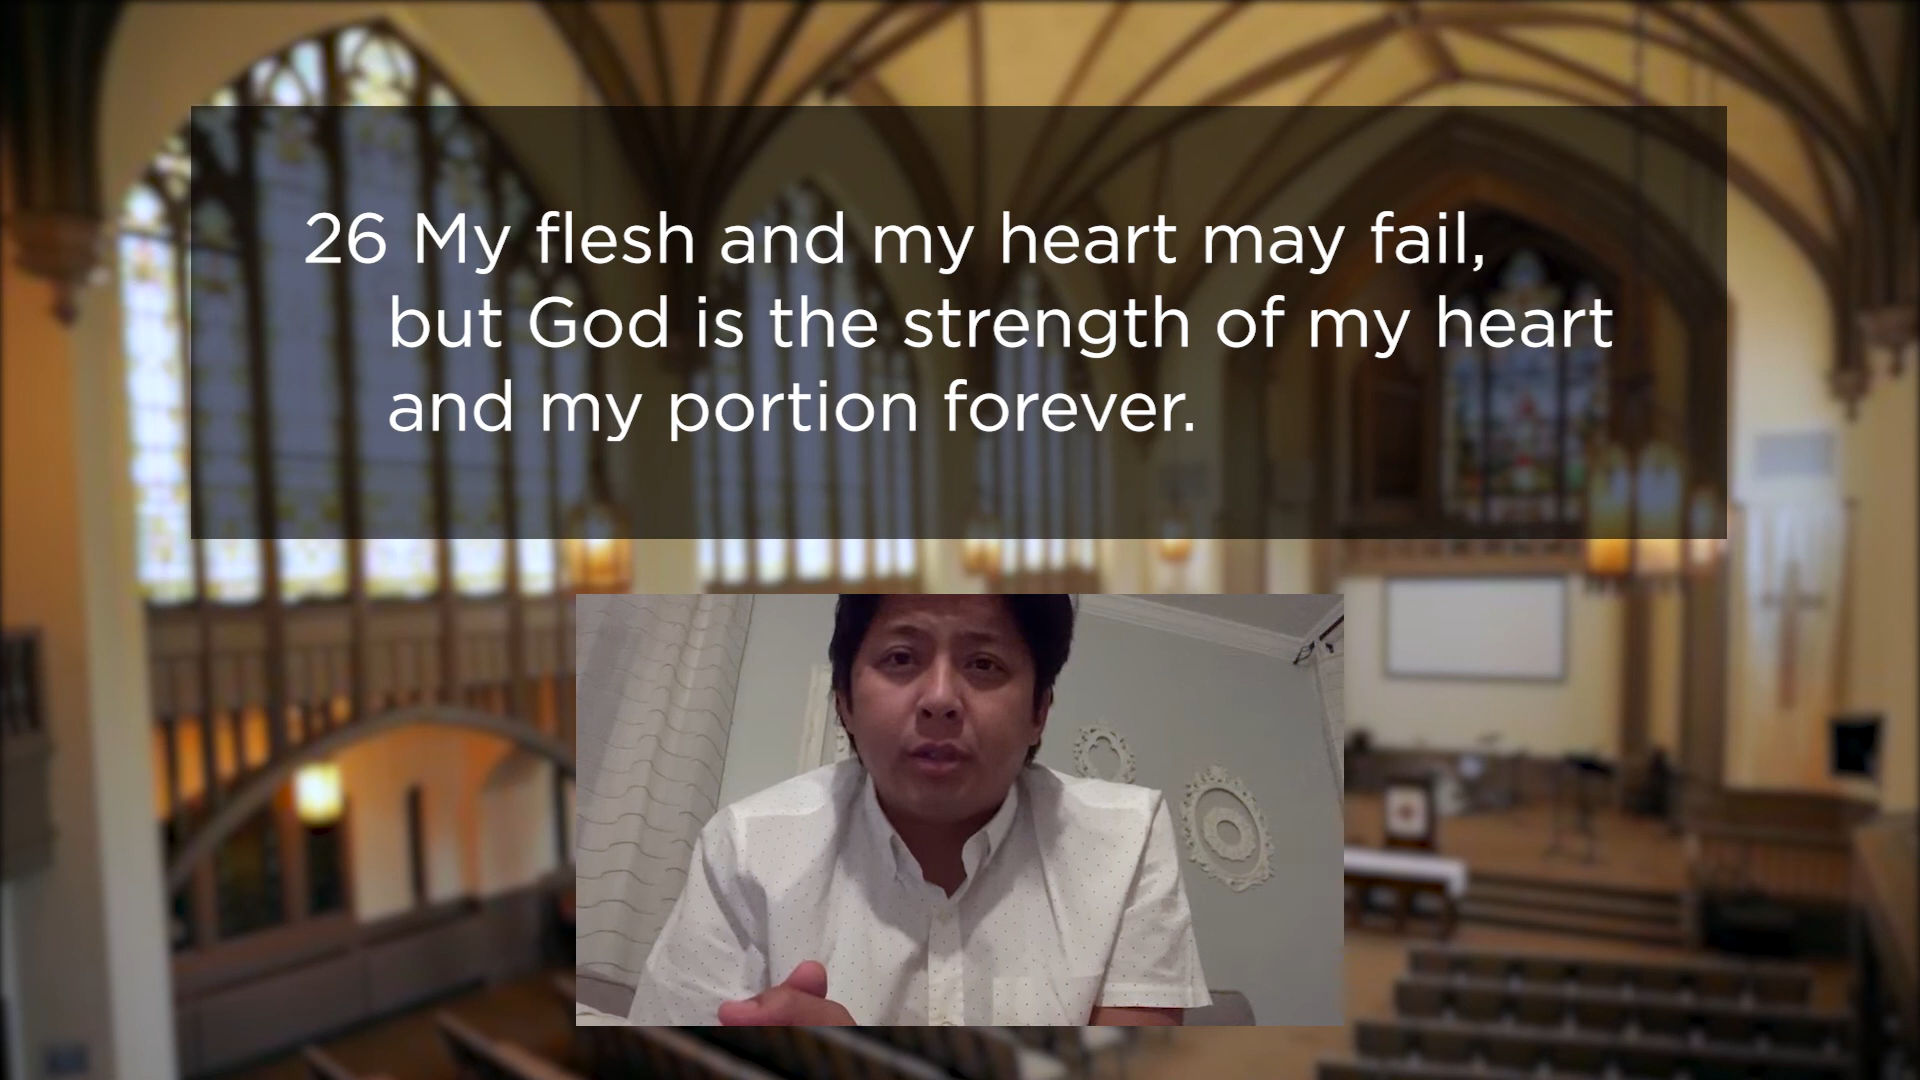 26 My flesh and my heart may fail,
but God is the strength of my heart
and my portion forever.